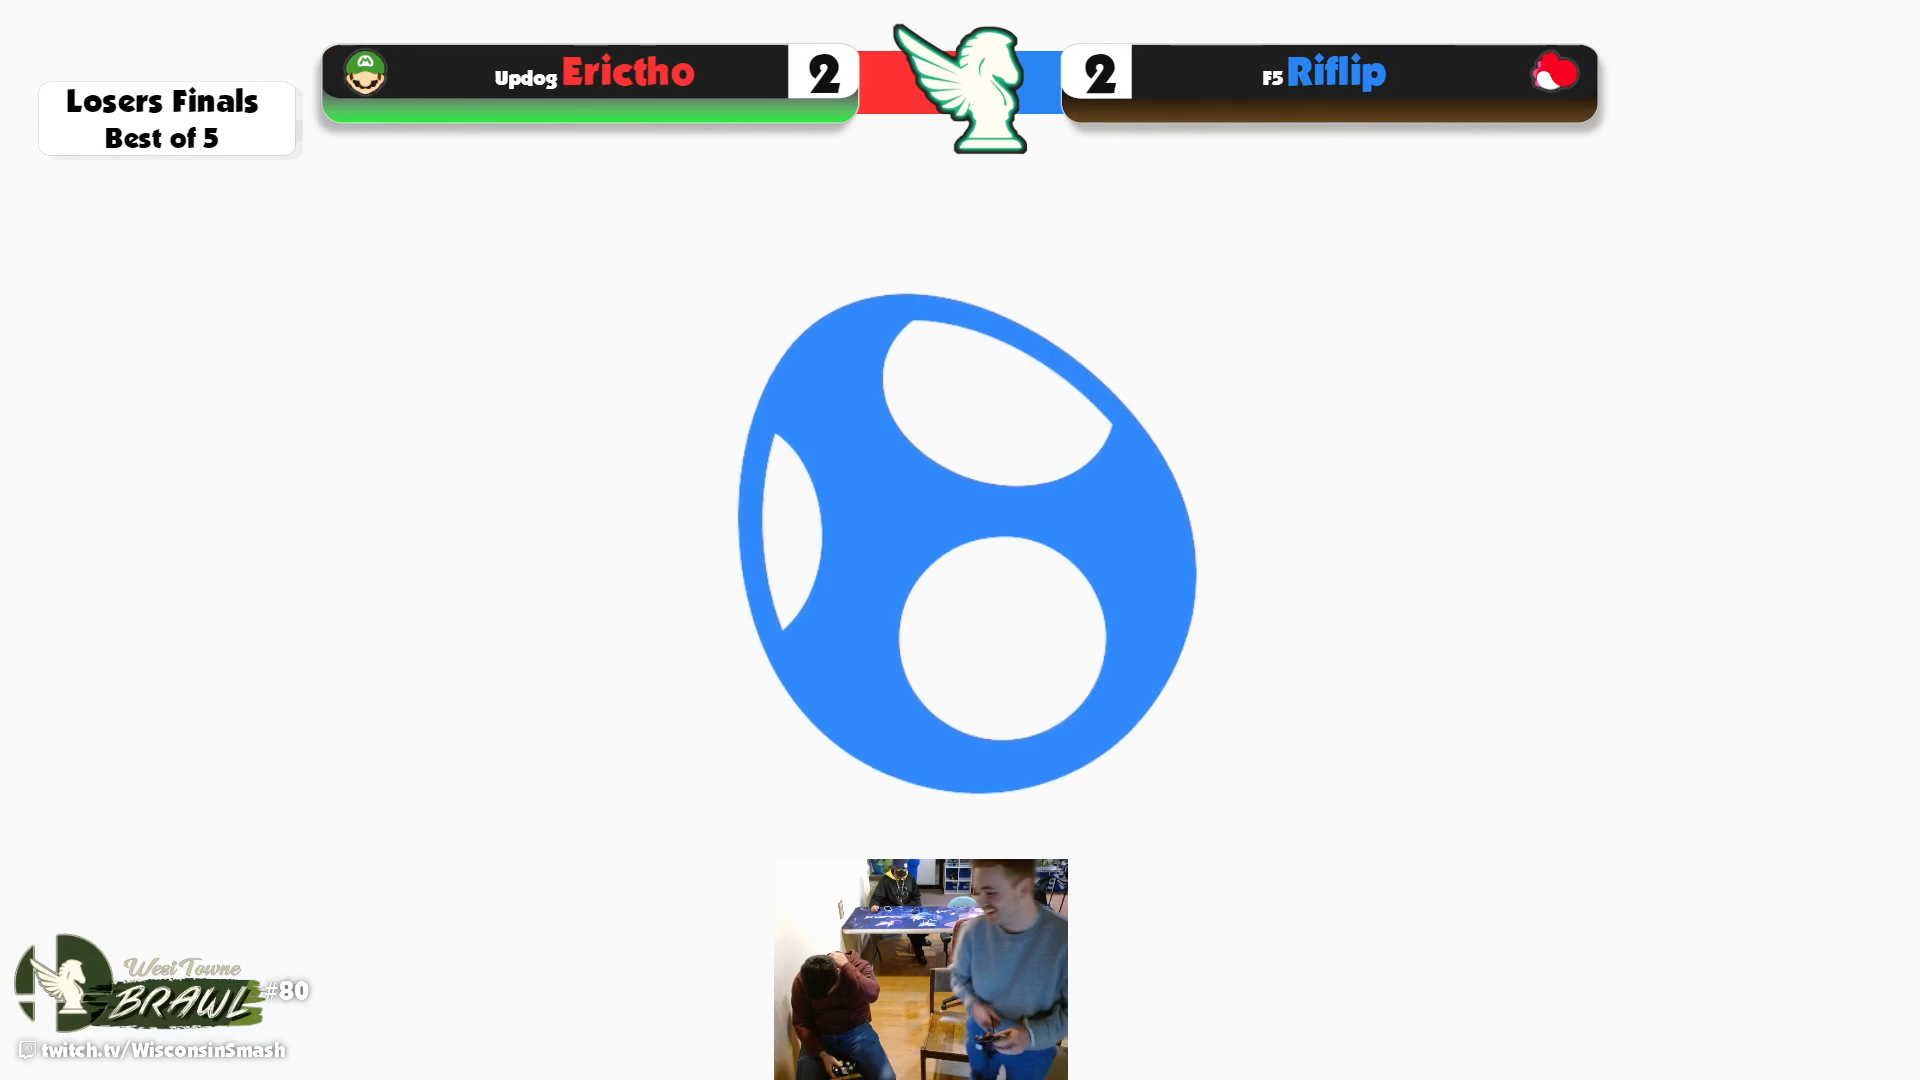 Losers Finals
Best of 5
Updog Erictho 2
2 F5 Riflip
West Towne
BRAWL #80
twitch.tv/WisconsinSmash